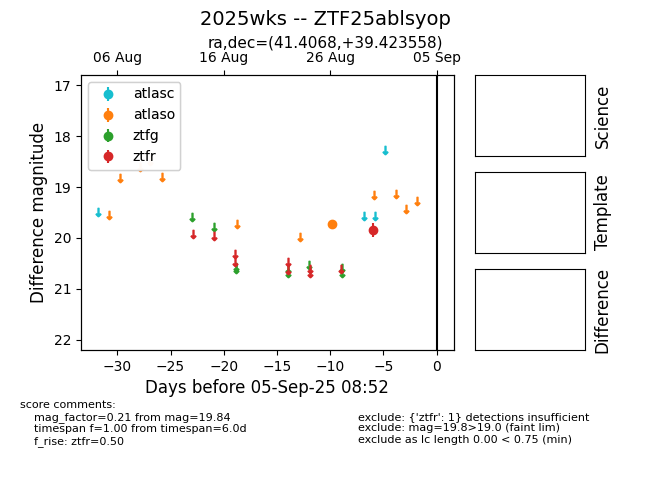 2025wks -- ZTF25ablsyop
ra,dec=(41.4068,+39.423558)
06 Aug 16 Aug 26 Aug 05 Sep
atlasc
atlaso
ztfg
ztfr
17
18
19
20
21
22
Difference magnitude
−30 −25 −20 −15 −10 −5 0
Days before 05-Sep-25 08:52
Science
Template
Difference
score comments:
mag_factor=0.21 from mag=19.84
timespan f=1.00 from timespan=6.0d
f_rise: ztfr=0.50
exclude: {'ztfr': 1} detections insufficient
exclude: mag=19.8>19.0 (faint lim)
exclude as lc length 0.00 < 0.75 (min)